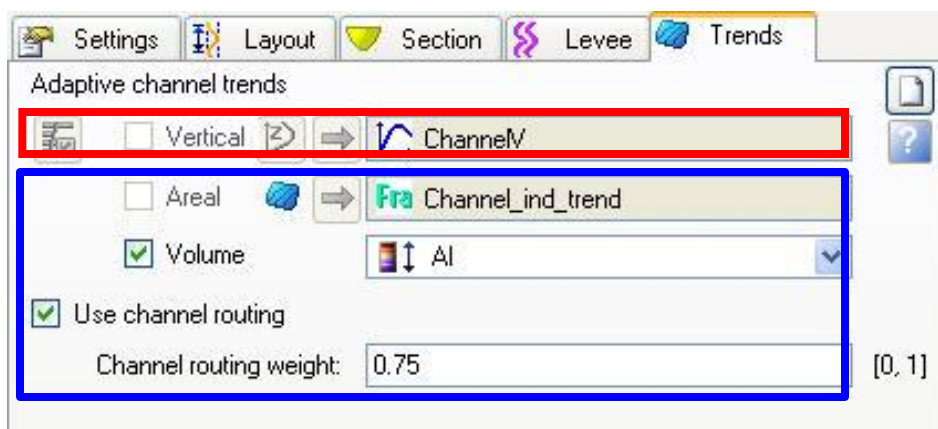 Settings Layout Section Levee Trends
Adaptive channel trends
Vertical ChannelV
?
Areal Fra Channel_ind_trend
Volume AI
Use channel routing
Channel routing weight: 0.75 [0, 1]